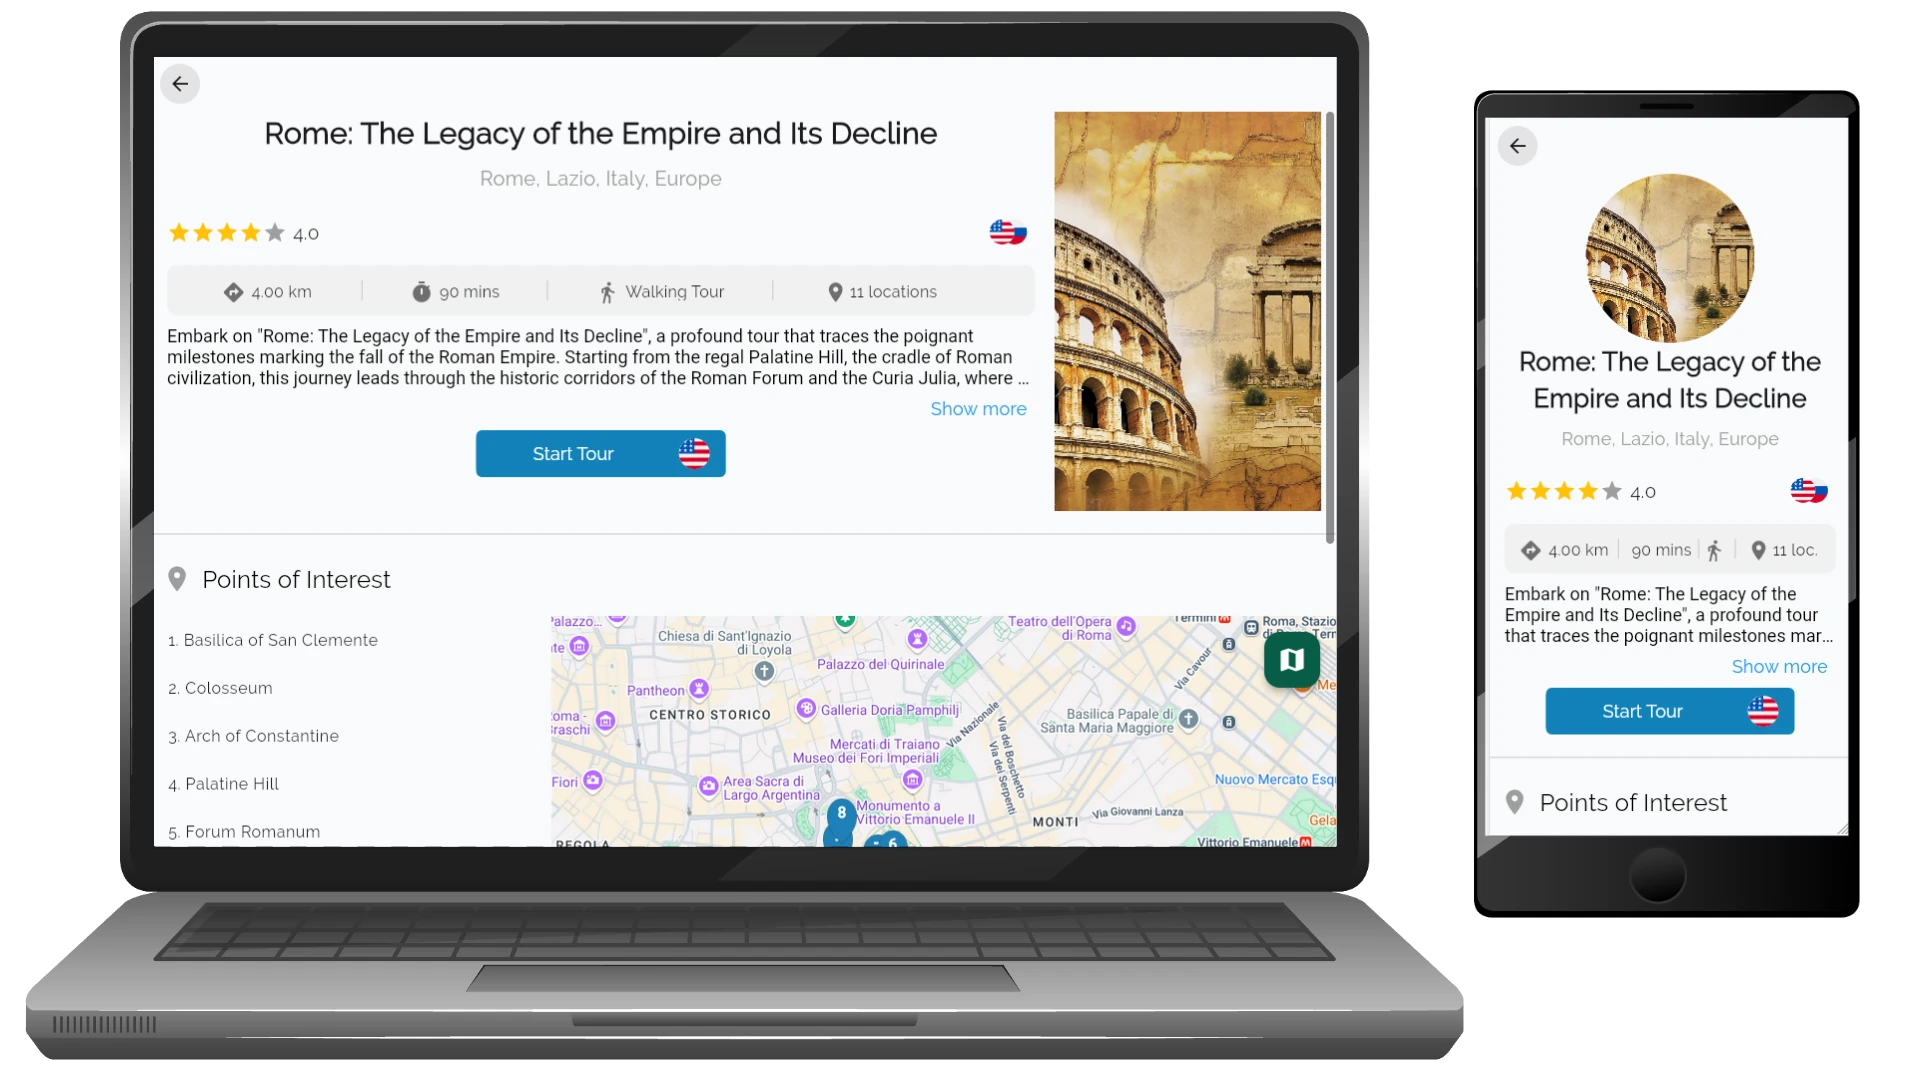 Rome: The Legacy of the Empire and Its Decline
Rome, Lazio, Italy, Europe
4.0
4.00 km
90 mins
Walking Tour
11 locations
Embark on "Rome: The Legacy of the Empire and Its Decline", a profound tour that traces the poignant
milestones marking the fall of the Roman Empire. Starting from the regal Palatine Hill, the cradle of Roman
civilization, this journey leads through the historic corridors of the Roman Forum and the Curia Julia, where ...
Show more
Start Tour
Points of Interest
1. Basilica of San Clemente
2. Colosseum
3. Arch of Constantine
4. Palatine Hill
5. Forum Romanum
Palazzo...
Chiesa di Sant'Ignazio
di Loyola
Teatro dell'Opera
di Roma
Termini
Roma, Stazio
Palazzo del Quirinale
Pantheon
CENTRO STORICO
Galleria Doria Pamphilj
Via Cavour
Via Nazionale
Via del Boschetto
Via dei Serpenti
Basilica Papale di
Santa Maria Maggiore
Mercati di Traiano
Museo dei Fori Imperiali
Fiori
Area Sacra di
Largo Argentina
Nuovo Mercato Esqu
8
Monumento a
Vittorio Emanuele II
MONTI
Via Giovanni Lanza
Gela
REGOLA
6
Vittorio Emanuele
Rome: The Legacy of the
Empire and Its Decline
Rome, Lazio, Italy, Europe
4.0
4.00 km
90 mins
11 loc.
Embark on "Rome: The Legacy of the
Empire and Its Decline", a profound tour
that traces the poignant milestones mar...
Show more
Start Tour
Points of Interest